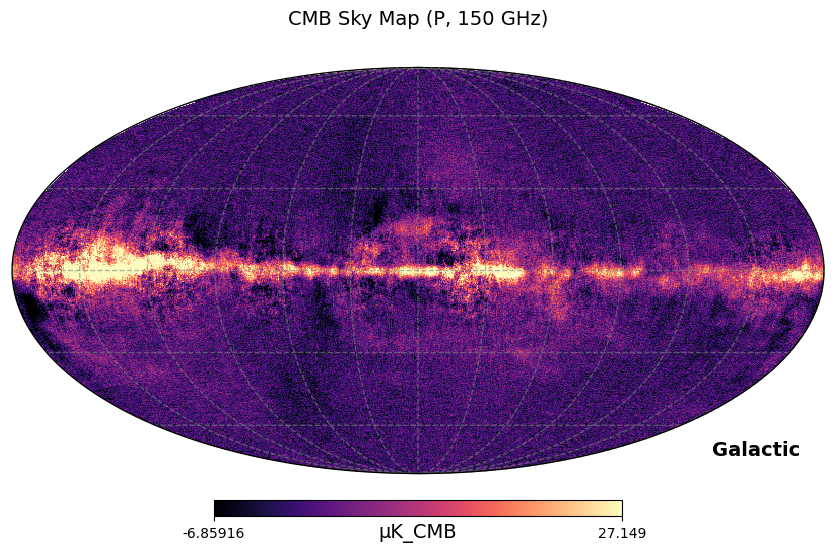 CMB Sky Map (P, 150 GHz)
Galactic
-6.85916
μK_CMB
27.149